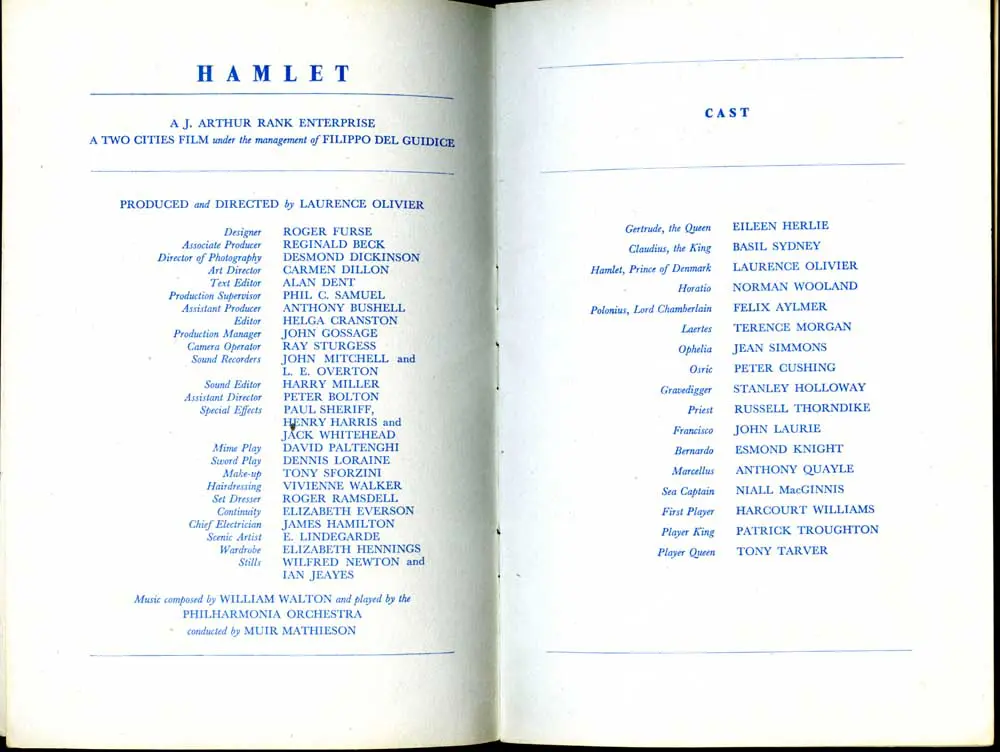 HAMLET
A J. ARTHUR RANK ENTERPRISE
A TWO CITIES FILM under the management of FILIPPO DEL GUIDICE
PRODUCED and DIRECTED by LAURENCE OLIVIER
Designer ROGER FURSE
Associate Producer REGINALD BECK
Director of Photography DESMOND DICKINSON
Art Director CARMEN DILLON
Text Editor ALAN DENT
Production Supervisor PHIL C. SAMUEL
Assistant Producer ANTHONY BUSHELL
Editor HELGA CRANSTON
Production Manager JOHN GOSSAGE
Camera Operator RAY STURGESS
Sound Recorders JOHN MITCHELL and
L. E. OVERTON
Sound Editor HARRY MILLER
Assistant Director PETER BOLTON
Special Effects PAUL SHERIFF,
HENRY HARRIS and
JACK WHITEHEAD
Mime Play DAVID PALTENGHI
Sword Play DENNIS LORAINE
Make-up TONY SFORZINI
Hairdressing VIVIENNE WALKER
Set Dresser ROGER RAMSDELL
Continuity ELIZABETH EVERSON
Chief Electrician JAMES HAMILTON
Scenic Artist E. LINDEGARDE
Wardrobe ELIZABETH HENNINGS
Stills WILFRED NEWTON and
IAN JEAYES
Music composed by WILLIAM WALTON and played by the
PHILHARMONIA ORCHESTRA
conducted by MUIR MATHIESON
CAST
Gertrude, the Queen EILEEN HERLIE
Claudius, the King BASIL SYDNEY
Hamlet, Prince of Denmark LAURENCE OLIVIER
Horatio NORMAN WOOLAND
Polonius, Lord Chamberlain FELIX AYLMER
Laertes TERENCE MORGAN
Ophelia JEAN SIMMONS
Osric PETER CUSHING
Gravedigger STANLEY HOLLOWAY
Priest RUSSELL THORNDIKE
Francisco JOHN LAURIE
Bernardo ESMOND KNIGHT
Marcellus ANTHONY QUAYLE
Sea Captain NIALL MacGINNIS
First Player HARCOURT WILLIAMS
Player King PATRICK TROUGHTON
Player Queen TONY TARVER